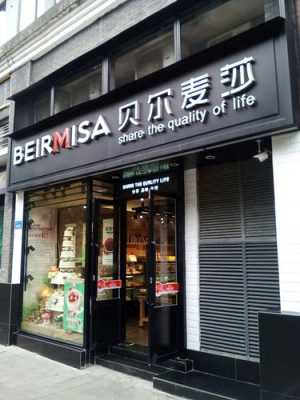 BEIRMISA 贝尔麦莎
share the quality of life
SHARE THE QUALITY LIFE